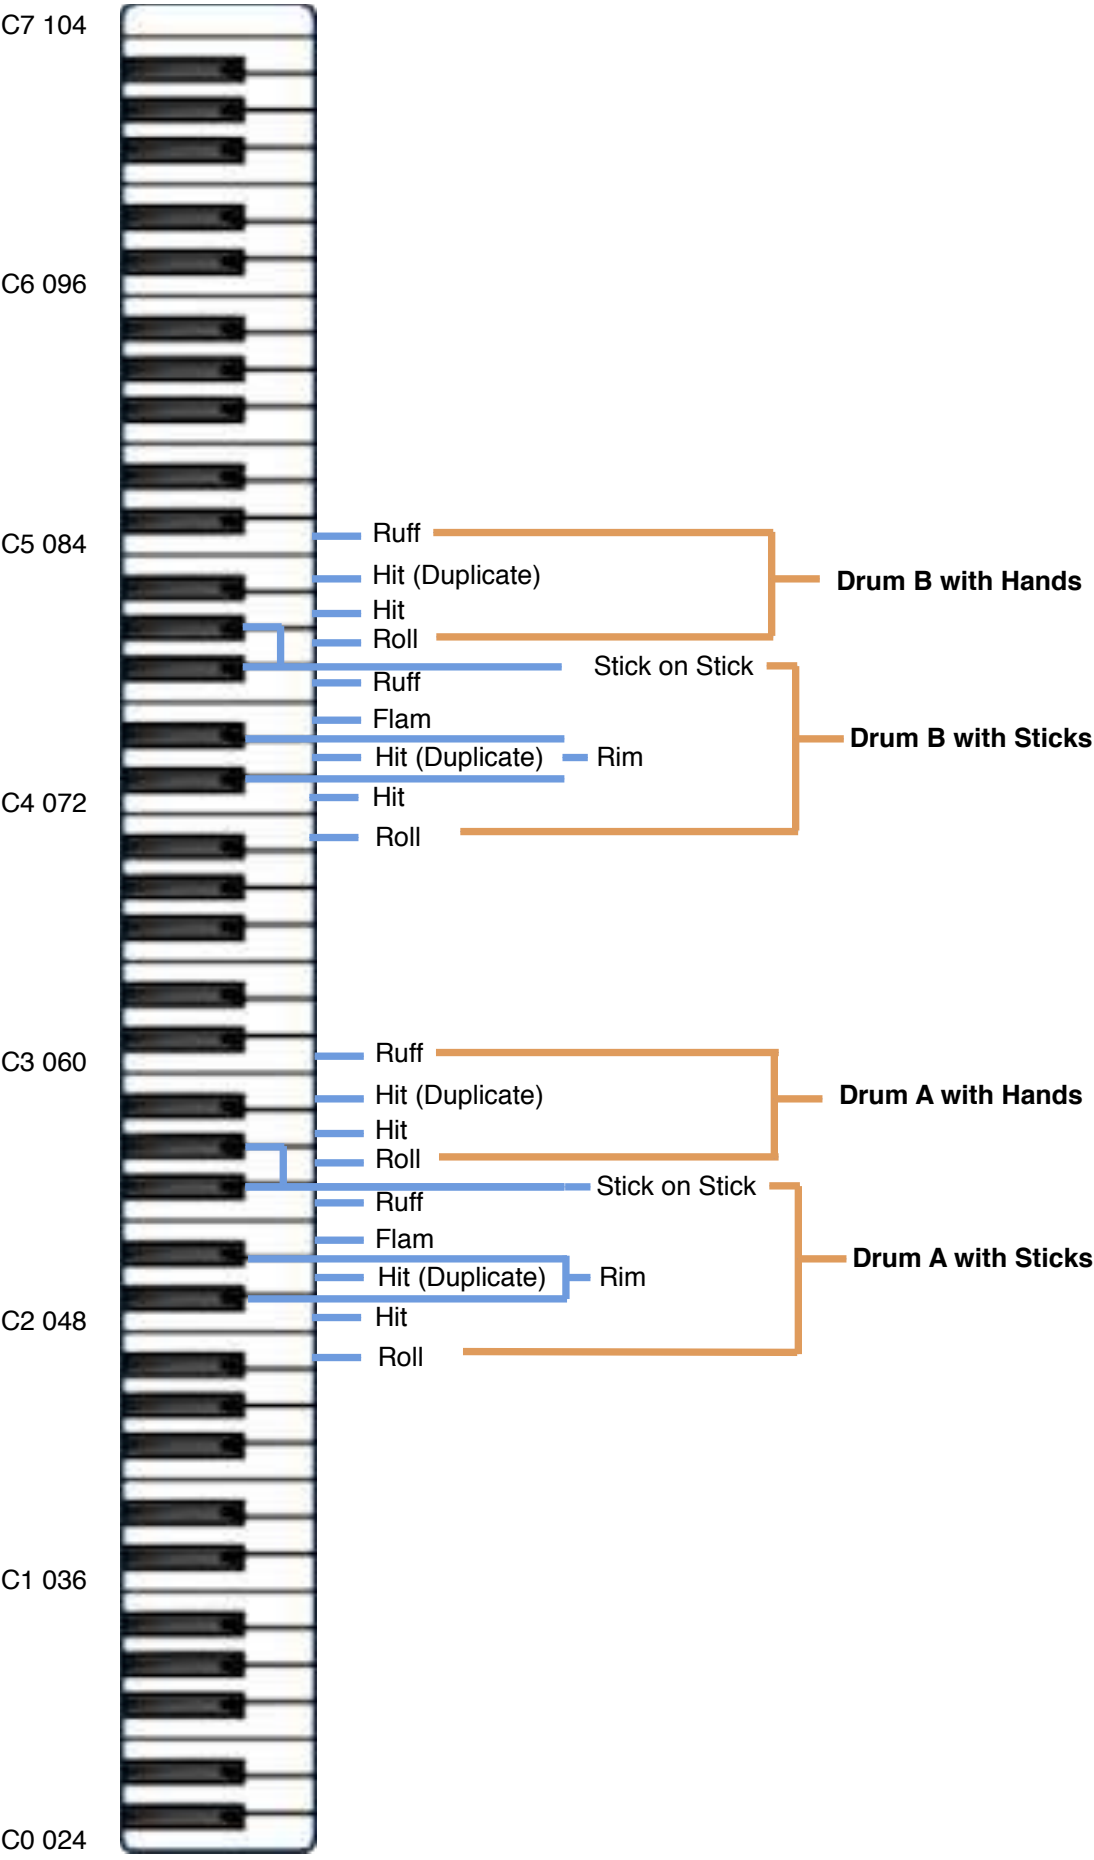 C7 104
C6 096
Ruff
C5 084
Hit (Duplicate)
Drum B with Hands
Hit
Roll
Stick on Stick
Ruff
Flam
Drum B with Sticks
Hit (Duplicate)
Rim
Hit
C4 072
Roll
Ruff
C3 060
Hit (Duplicate)
Drum A with Hands
Hit
Roll
Stick on Stick
Ruff
Flam
Drum A with Sticks
Hit (Duplicate)
Rim
Hit
C2 048
Roll
C1 036
C0 024